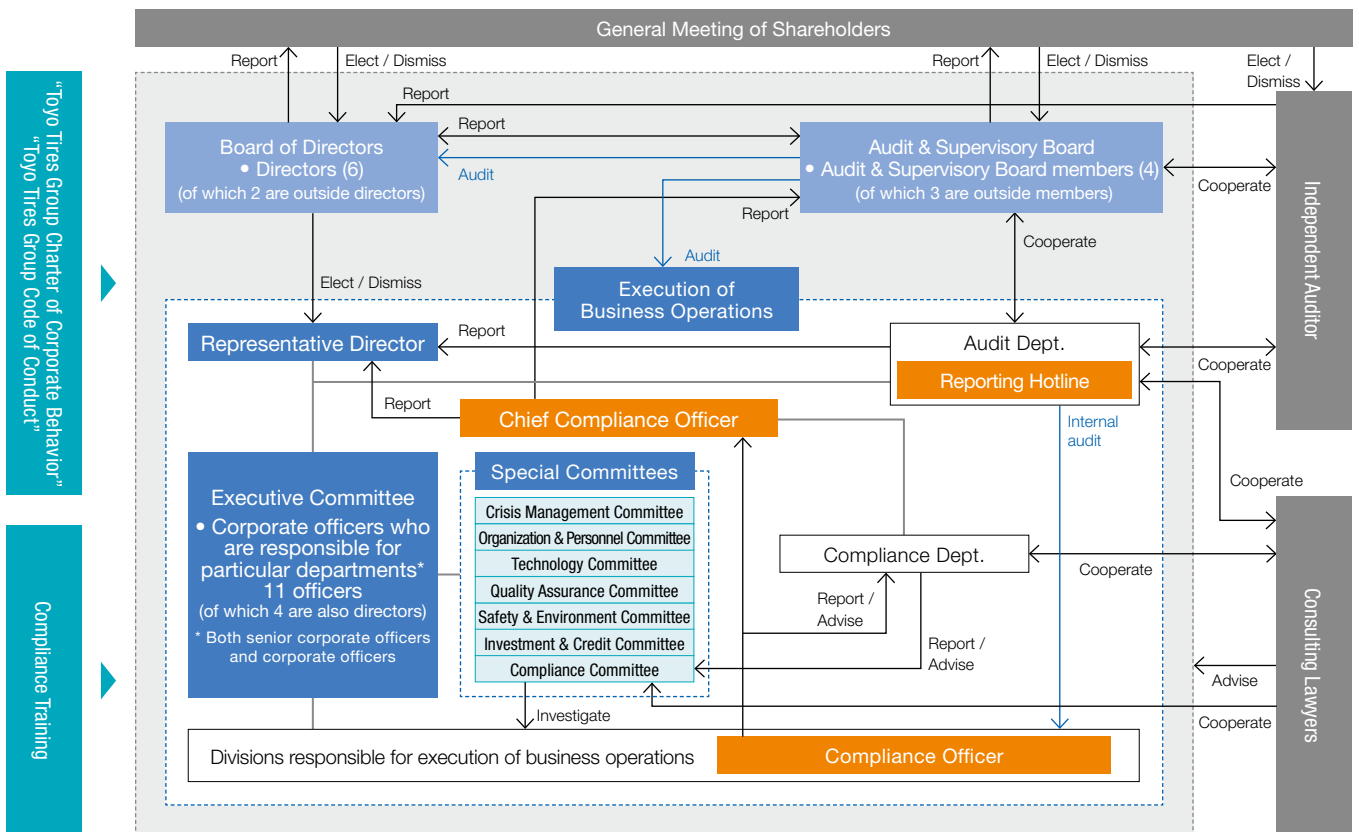 General Meeting of Shareholders
Report
Elect / Dismiss
Report
Elect / Dismiss
Elect /
Dismiss
“Toyo Tires Group Charter of Corporate Behavior”
“Toyo Tires Group Code of Conduct”
Report
Board of Directors
• Directors (6)
(of which 2 are outside directors)
Report
Audit
Audit & Supervisory Board
• Audit & Supervisory Board members (4)
(of which 3 are outside members)
Cooperate
Independent Auditor
Report
Cooperate
Elect / Dismiss
Audit
Execution of
Business Operations
Representative Director
Report
Audit Dept.
Reporting Hotline
Cooperate
Report
Chief Compliance Officer
Internal
audit
Executive Committee
• Corporate officers who
are responsible for
particular departments*
11 officers
(of which 4 are also directors)
* Both senior corporate officers
and corporate officers
Special Committees
Crisis Management Committee
Organization & Personnel Committee
Technology Committee
Quality Assurance Committee
Safety & Environment Committee
Investment & Credit Committee
Compliance Committee
Cooperate
Compliance Dept.
Cooperate
Report /
Advise
Report /
Advise
Compliance Training
Consulting Lawyers
Advise
Investigate
Cooperate
Divisions responsible for execution of business operations
Compliance Officer